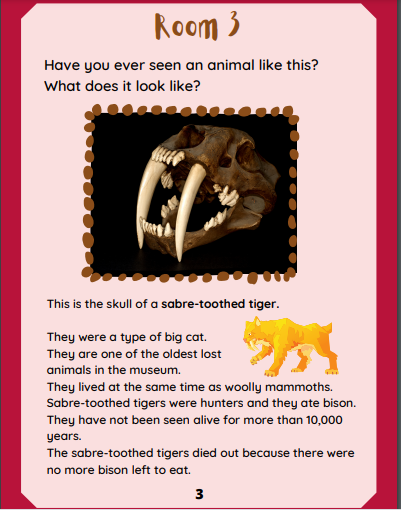 Room 3
Have you ever seen an animal like this?
What does it look like?
This is the skull of a sabre-toothed tiger.
They were a type of big cat.
They are one of the oldest lost
animals in the museum.
They lived at the same time as woolly mammoths.
Sabre-toothed tigers were hunters and they ate bison.
They have not been seen alive for more than 10,000
years.
The sabre-toothed tigers died out because there were
no more bison left to eat.
3